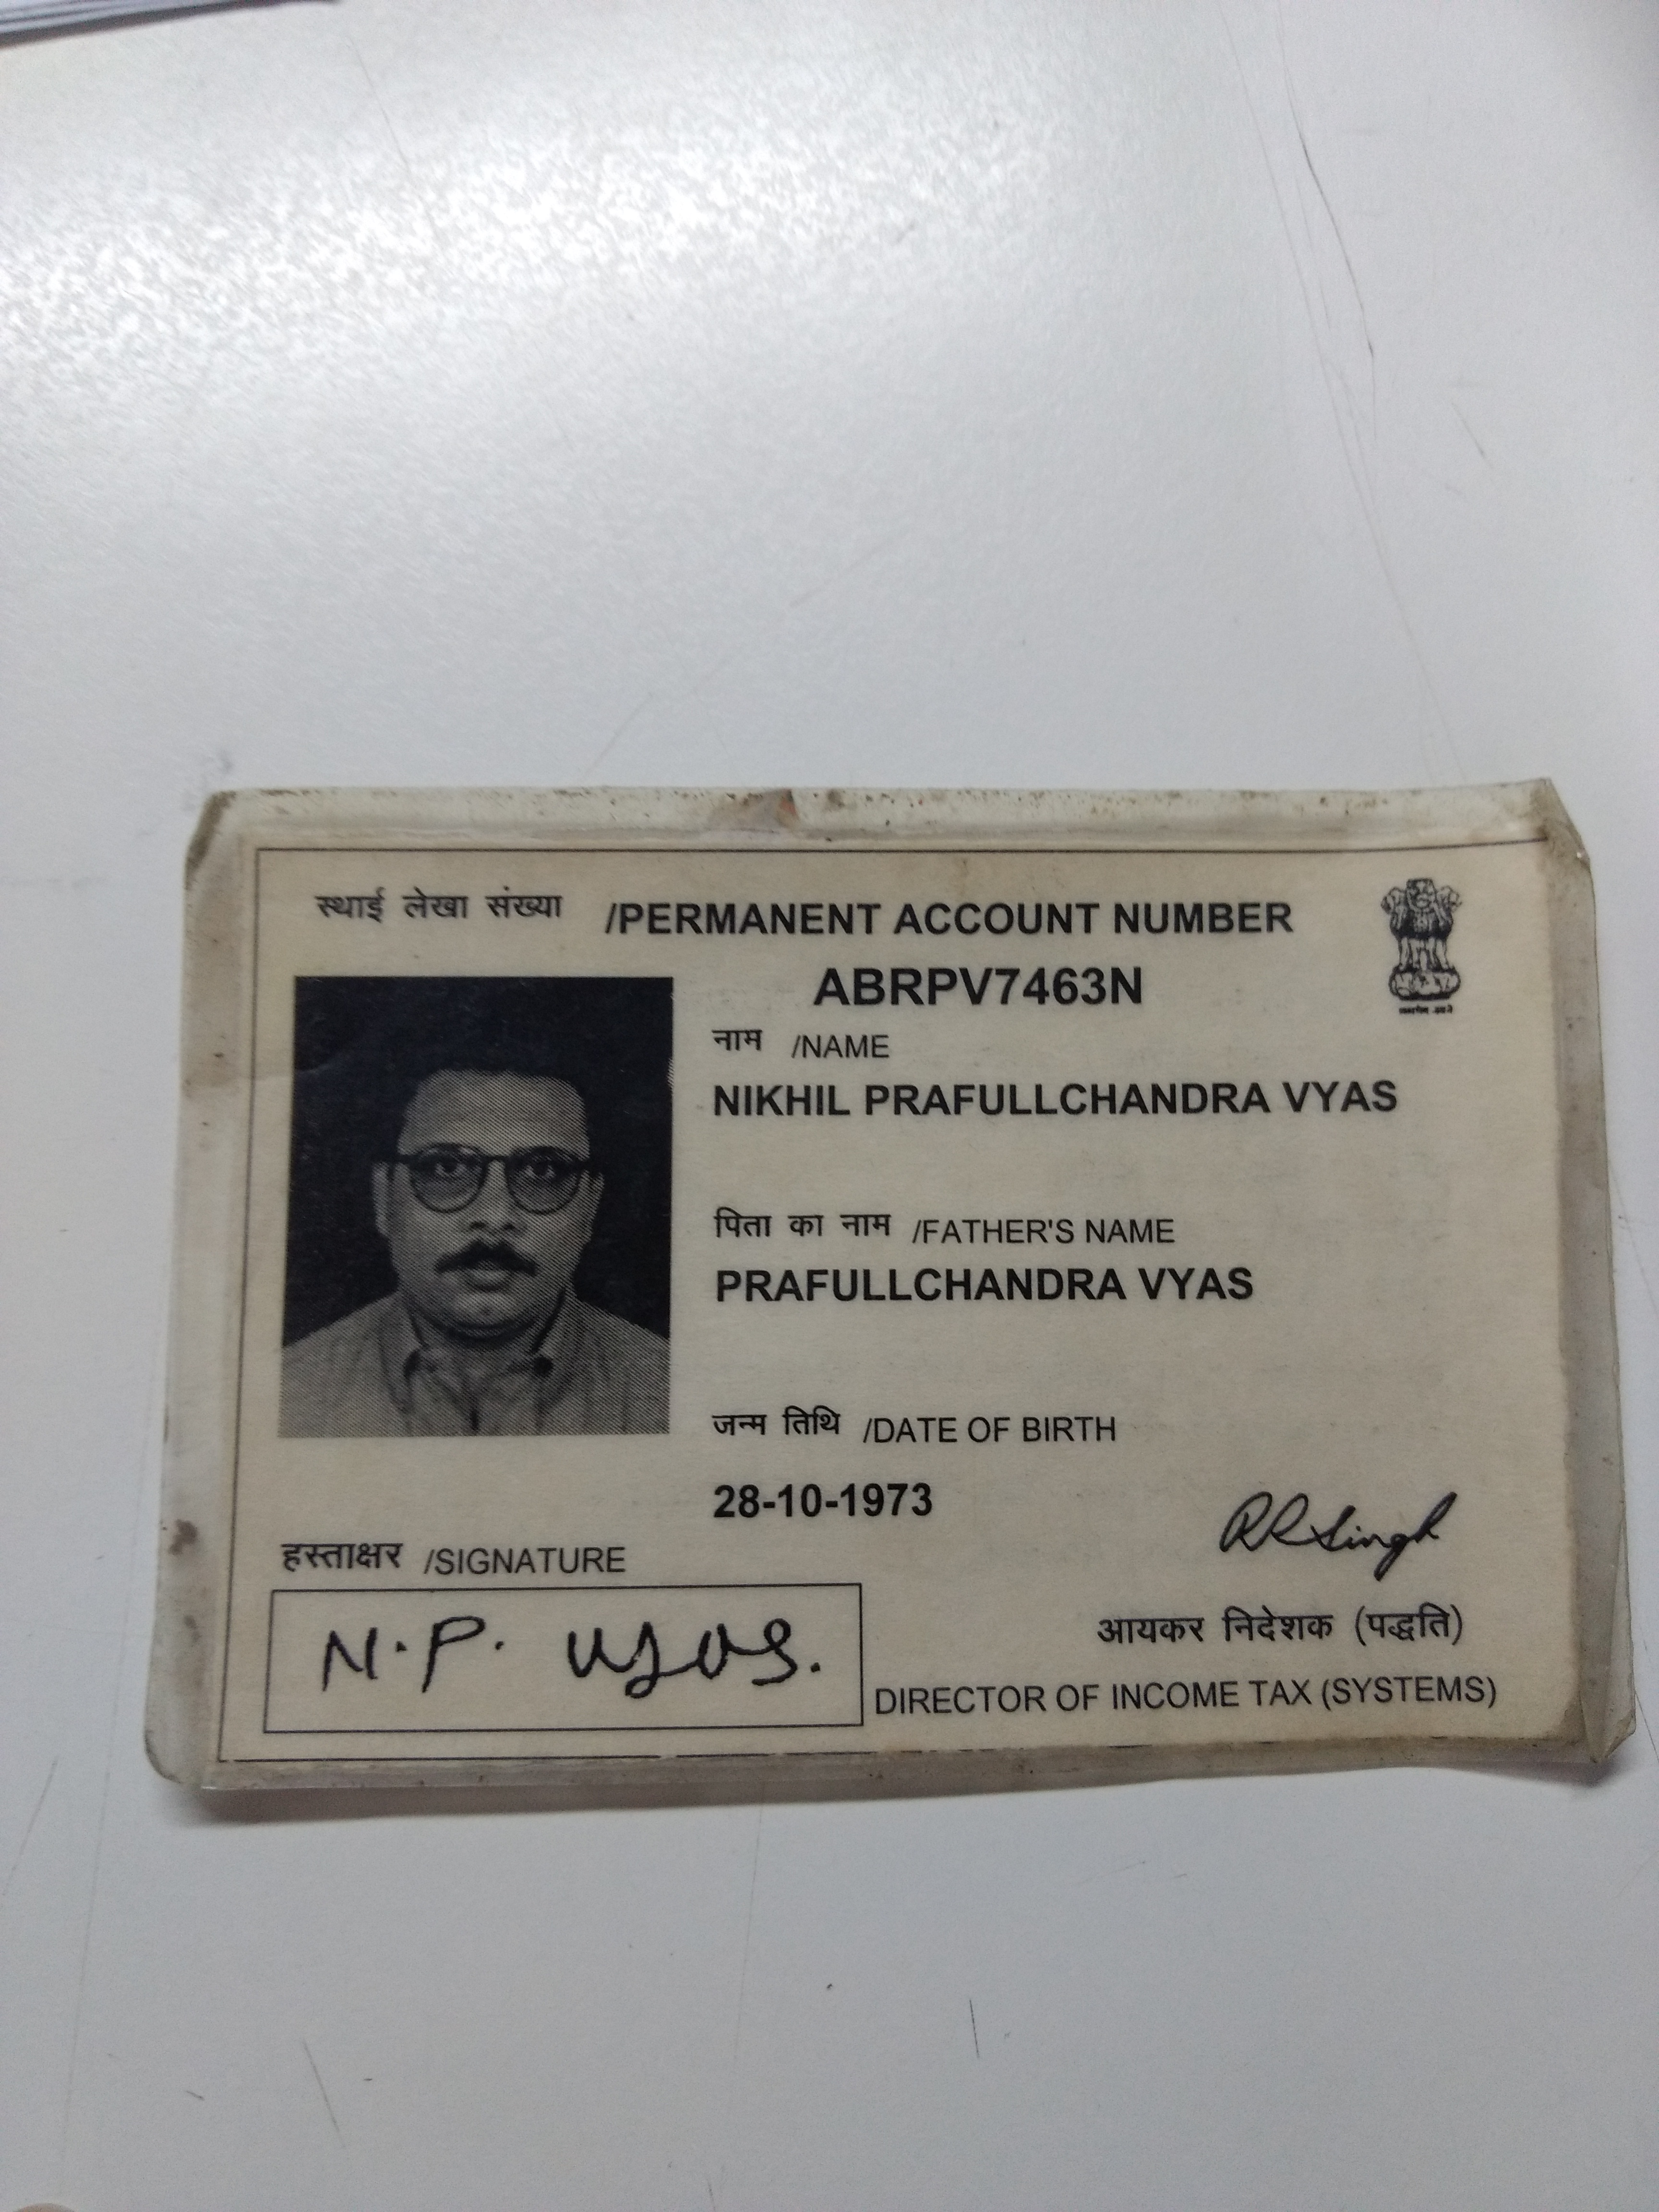 स्थाई लेखा संख्या /PERMANENT ACCOUNT NUMBER
ABRPV7463N
नाम /NAME
NIKHIL PRAFULLCHANDRA VYAS
पिता का नाम /FATHER'S NAME
PRAFULLCHANDRA VYAS
जन्म तिथि /DATE OF BIRTH
28-10-1973
हस्ताक्षर /SIGNATURE
N.P. Vyas.
आयकर निदेशक (पद्धति)
DIRECTOR OF INCOME TAX (SYSTEMS)